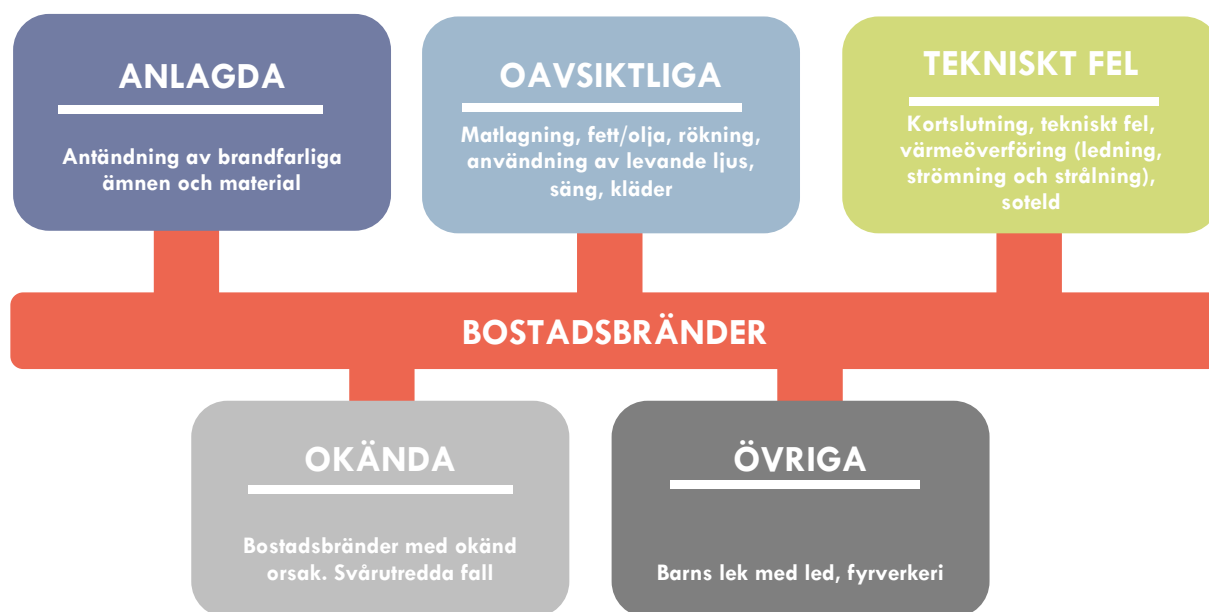 ANLAGDA
Antändning av brandfarliga
ämnen och material
OAVSIKTLIGA
Matlagning, fett/olja, rökning,
användning av levande ljus,
säng, kläder
TEKNISKT FEL
Kortslutning, tekniskt fel,
värmeöverföring (ledning,
strömning och strålning),
soteld
BOSTADSBRÄNDER
OKÄNDA
Bostadsbränder med okänd
orsak. Svårutredda fall
ÖVRIGA
Barns lek med led, fyrverkeri